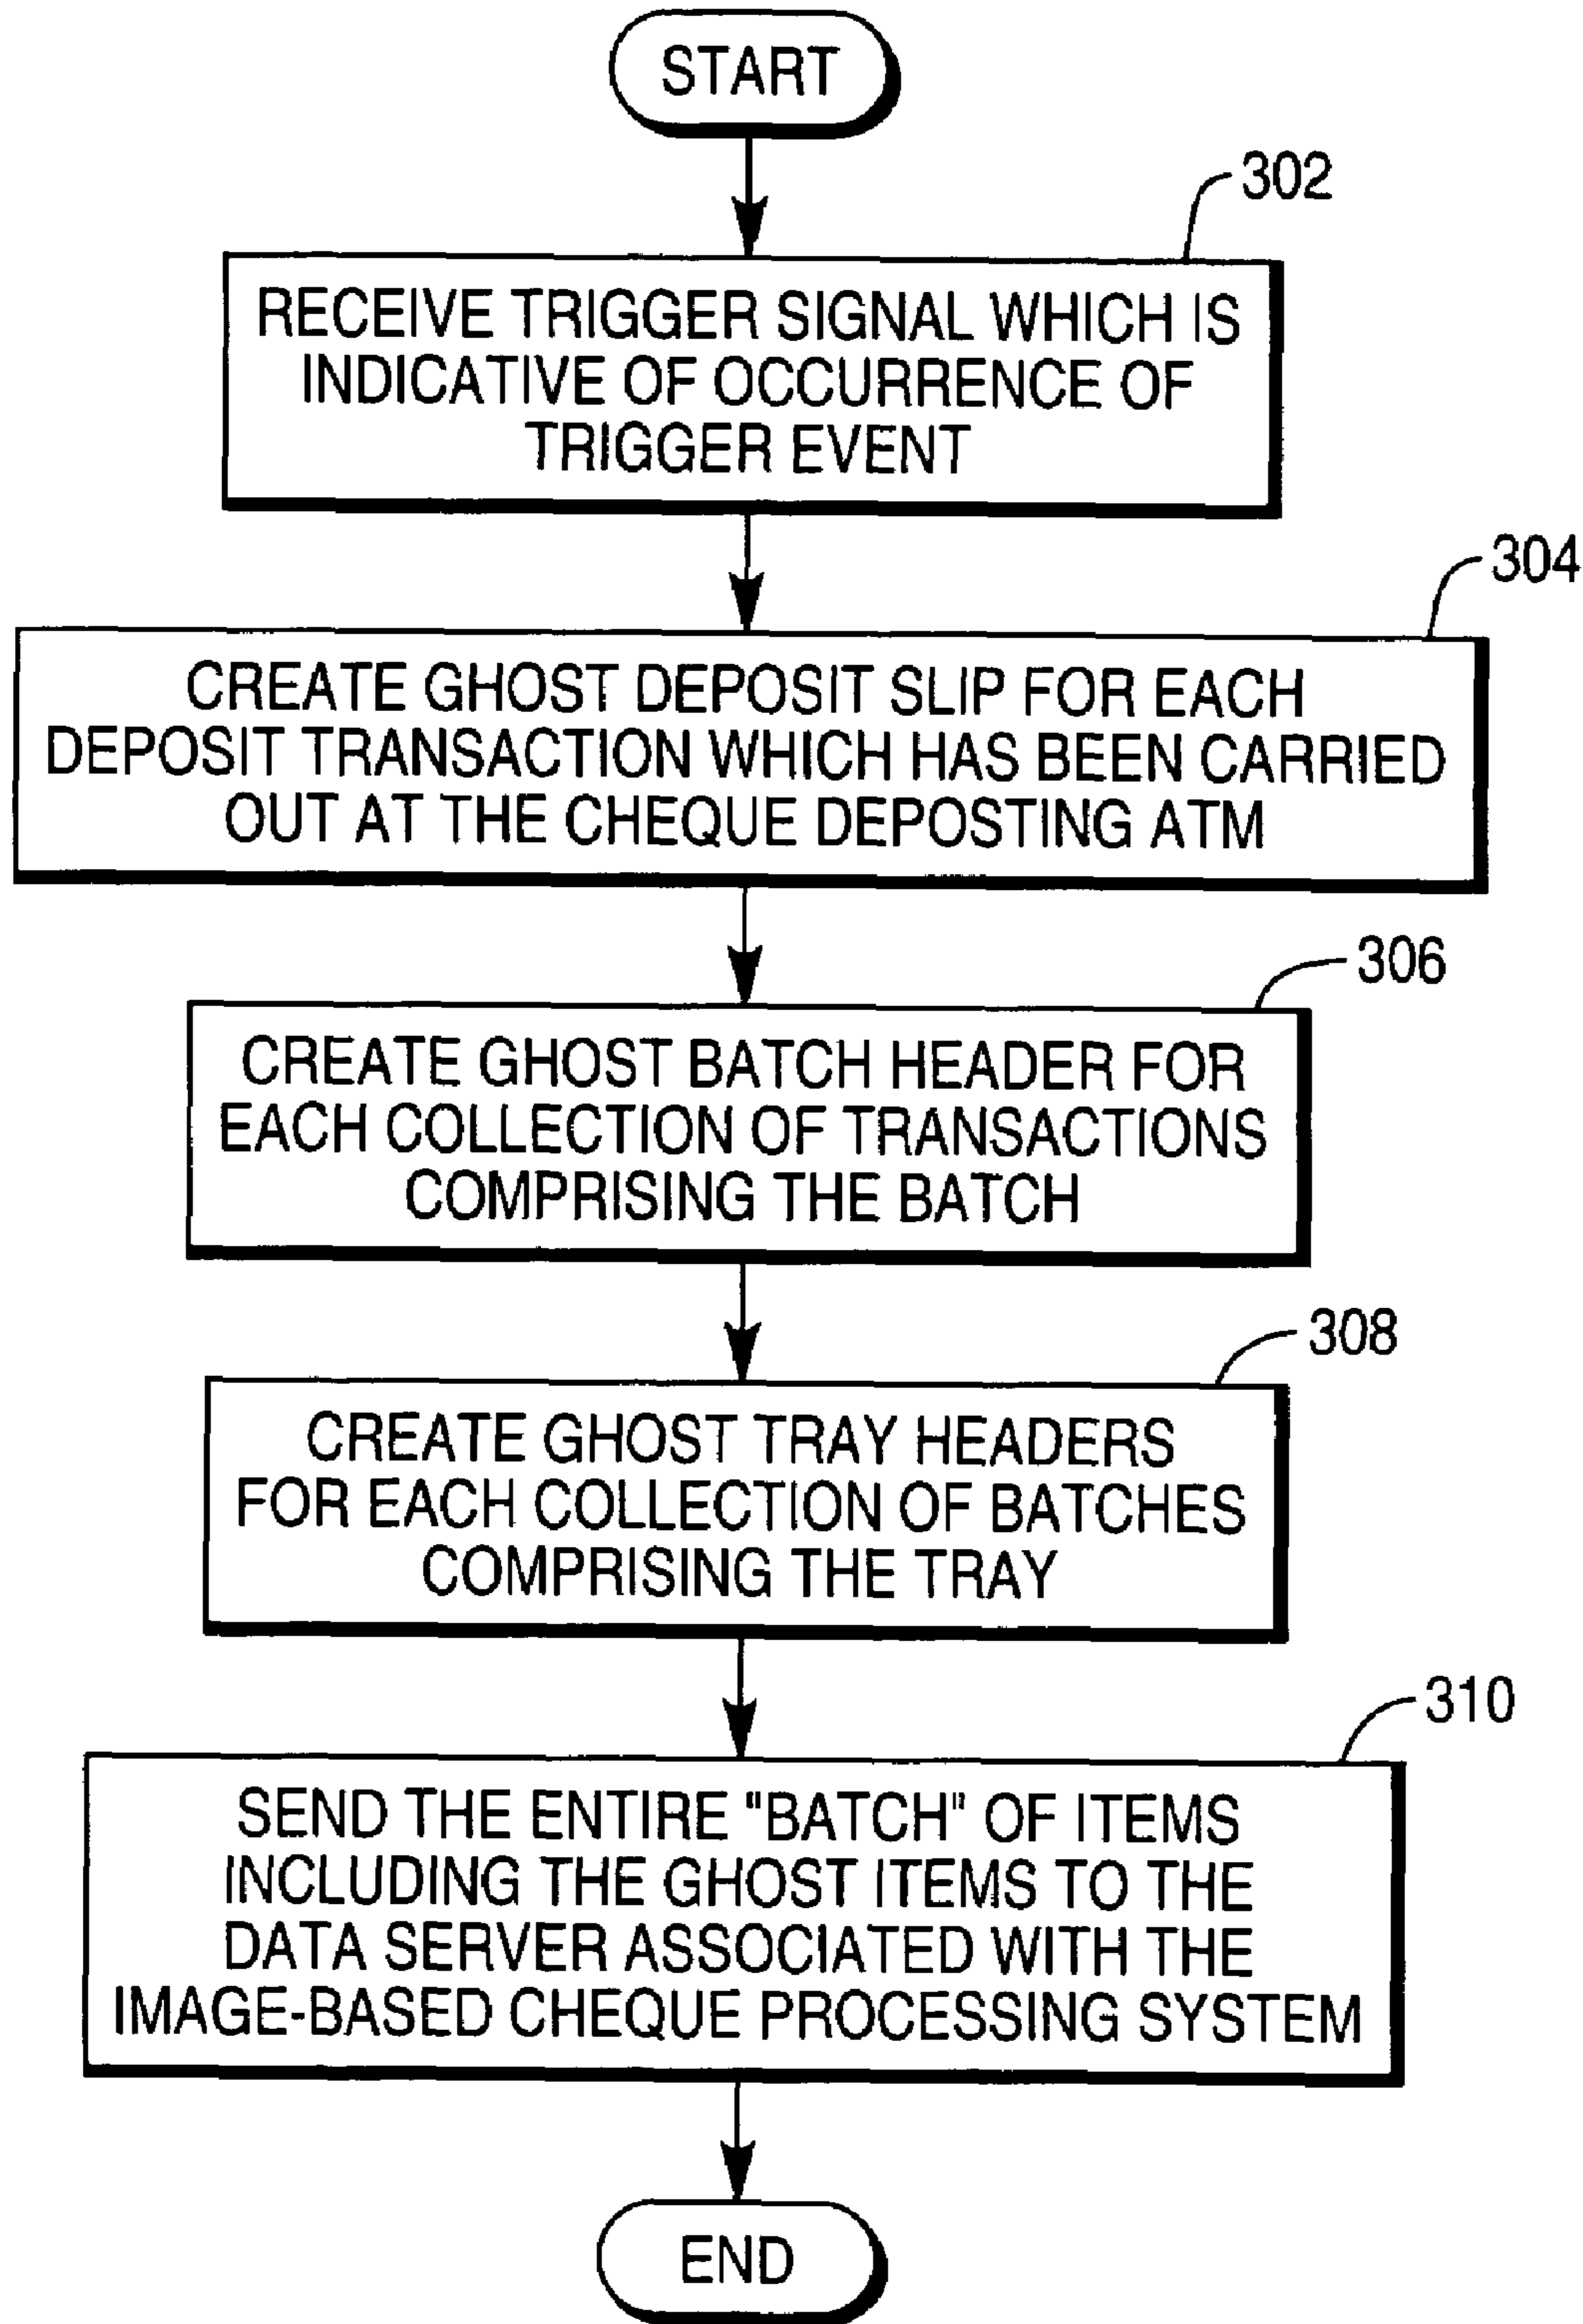 START
302
RECEIVE TRIGGER SIGNAL WHICH IS
INDICATIVE OF OCCURRENCE OF
TRIGGER EVENT
304
CREATE GHOST DEPOSIT SLIP FOR EACH
DEPOSIT TRANSACTION WHICH HAS BEEN CARRIED
OUT AT THE CHEQUE DEPOSTING ATM
306
CREATE GHOST BATCH HEADER FOR
EACH COLLECTION OF TRANSACTIONS
COMPRISING THE BATCH
308
CREATE GHOST TRAY HEADERS
FOR EACH COLLECTION OF BATCHES
COMPRISING THE TRAY
310
SEND THE ENTIRE "BATCH" OF ITEMS
INCLUDING THE GHOST ITEMS TO THE
DATA SERVER ASSOCIATED WITH THE
IMAGE-BASED CHEQUE PROCESSING SYSTEM
END